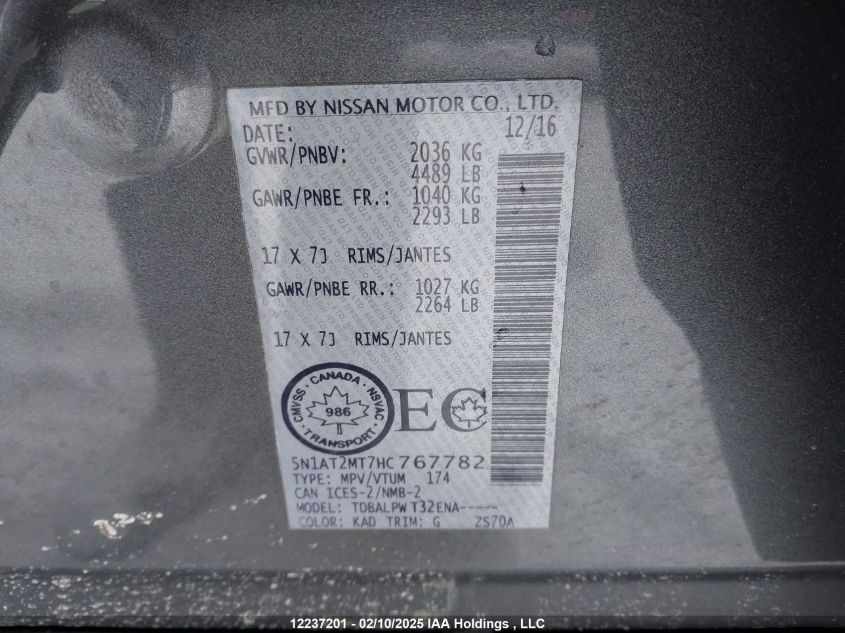 MFD BY NISSAN MOTOR CO., LTD.
DATE: 12/16
GVWR/PNBV: 2036 KG
4489 LB
GAWR/PNBE FR.: 1040 KG
2293 LB
17 X 7J RIMS/JANTES
GAWR/PNBE RR.: 1027 KG
2264 LB
17 X 7J RIMS/JANTES
CMVSS · CANADA · NSVAC
986
TRANSPORT
EC
5N1AT2MT7HC767782
TYPE: MPV/VTUM 174
CAN ICES-2/NMB-2
MODEL: TDBALPW T32ENA-----
COLOR: KAD TRIM: G ZS70A
12237201 - 02/10/2025 IAA Holdings , LLC